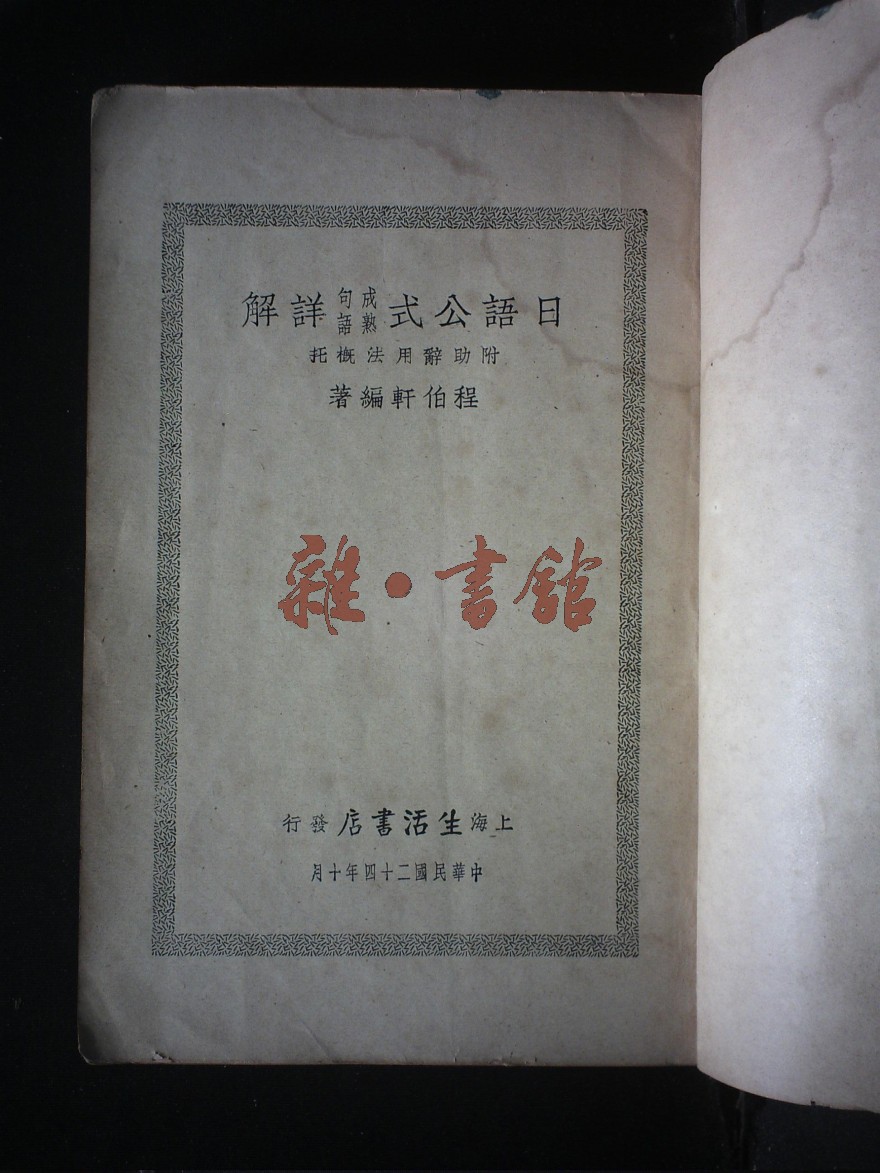 日語公式成句熟語詳解
附助辭用法概托
程伯軒編著
雜•書館
上海生活書店發行
中華民國二十四年十月